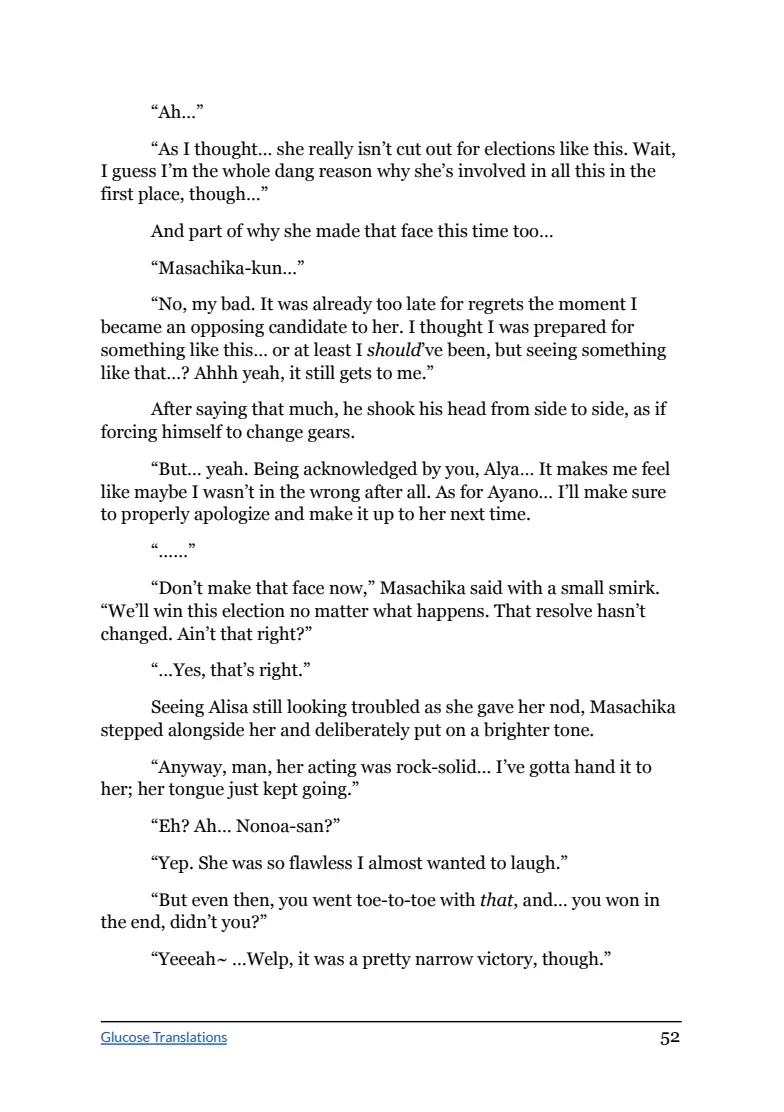 “Ah…”
“As I thought… she really isn’t cut out for elections like this. Wait,
I guess I’m the whole dang reason why she’s involved in all this in the
first place, though…”
And part of why she made that face this time too…
“Masachika-kun…”
“No, my bad. It was already too late for regrets the moment I
became an opposing candidate to her. I thought I was prepared for
something like this… or at least I should’ve been, but seeing something
like that…? Ahhh yeah, it still gets to me.”
After saying that much, he shook his head from side to side, as if
forcing himself to change gears.
“But… yeah. Being acknowledged by you, Alya… It makes me feel
like maybe I wasn’t in the wrong after all. As for Ayano… I’ll make sure
to properly apologize and make it up to her next time.
“……”
“Don’t make that face now,” Masachika said with a small smirk.
“We’ll win this election no matter what happens. That resolve hasn’t
changed. Ain’t that right?”
“…Yes, that’s right.”
Seeing Alisa still looking troubled as she gave her nod, Masachika
stepped alongside her and deliberately put on a brighter tone.
“Anyway, man, her acting was rock-solid… I’ve gotta hand it to
her; her tongue just kept going.”
“Eh? Ah… Nonoa-san?”
“Yep. She was so flawless I almost wanted to laugh.”
“But even then, you went toe-to-toe with that, and… you won in
the end, didn’t you?”
“Yeeeah~ …Welp, it was a pretty narrow victory, though.”
Glucose Translations
52